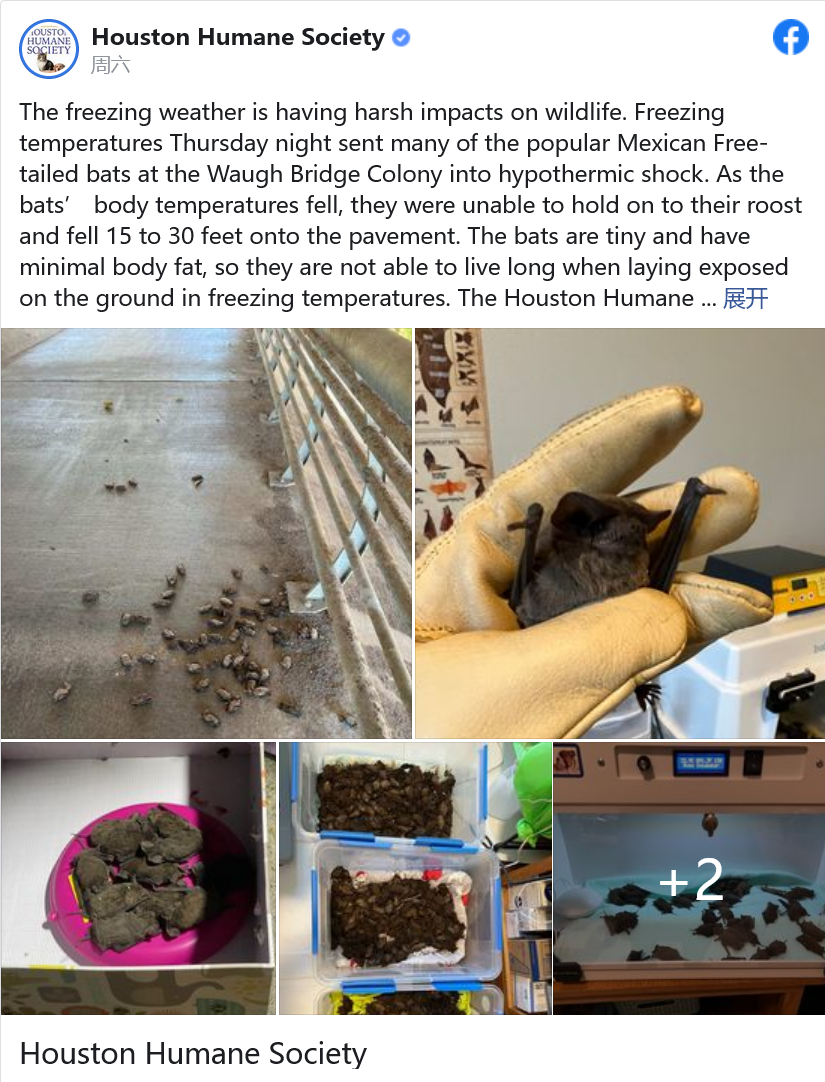 HOUSTON
HUMANE
SOCIETY
Houston Humane Society
周六
The freezing weather is having harsh impacts on wildlife. Freezing
temperatures Thursday night sent many of the popular Mexican Free-
tailed bats at the Waugh Bridge Colony into hypothermic shock. As the
bats’ body temperatures fell, they were unable to hold on to their roost
and fell 15 to 30 feet onto the pavement. The bats are tiny and have
minimal body fat, so they are not able to live long when laying exposed
on the ground in freezing temperatures. The Houston Humane ... 展开
+2
Houston Humane Society